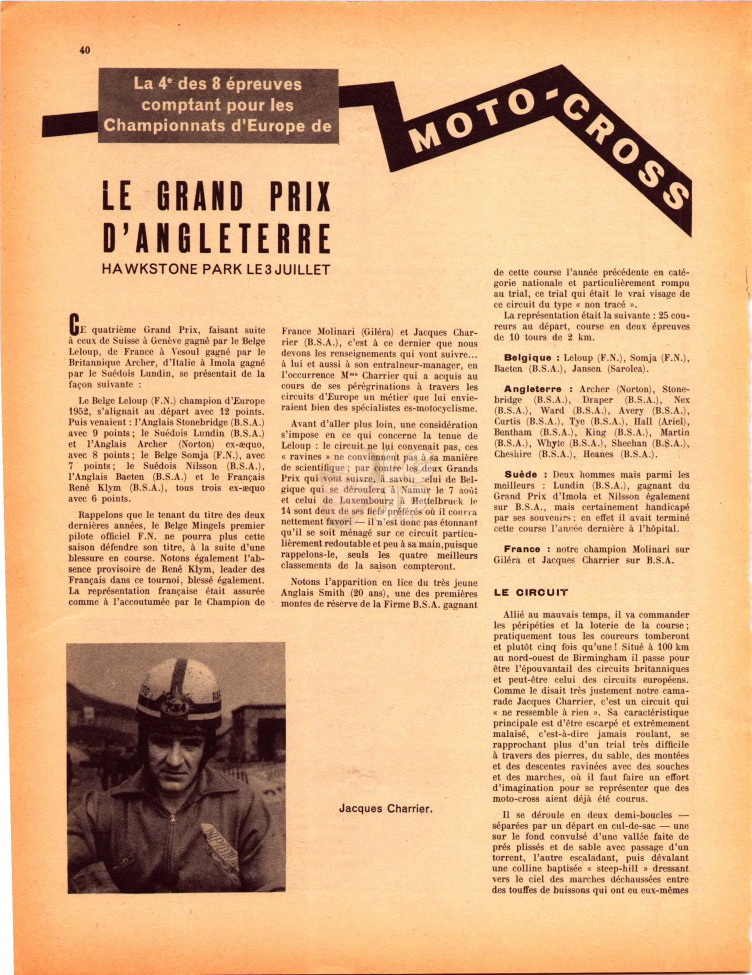 40
La 4e des 8 épreuves
comptant pour les
Championnats d'Europe de
MOTO-CROSS
LE GRAND PRIX
D'ANGLETERRE
HAWKSTONE PARK LE 3 JUILLET
CE quatrième Grand Prix, faisant suite
à ceux de Suisse à Genève gagné par le Belge
Leloup, de France à Vesoul gagné par le
Britannique Archer, d'Italie à Imola gagné
par le Suédois Lundin, se présentait de la
façon suivante :
Le Belge Leloup (F.N.) champion d'Europe
1952, s'alignait au départ avec 12 points.
Puis venaient : l'Anglais Stonebridge (B.S.A.)
avec 9 points ; le Suédois Lundin (B.S.A.)
et l'Anglais Archer (Norton) ex-æquo,
avec 8 points ; le Belge Somja (F.N.), avec
7 points ; le Suédois Nilsson (B.S.A.),
l'Anglais Baeten (B.S.A.) et le Français
René Klym (B.S.A.), tous trois ex-æquo
avec 6 points.
Rappelons que le tenant du titre des deux
dernières années, le Belge Mingels premier
pilote officiel F.N. ne pourra plus cette
saison défendre son titre, à la suite d'une
blessure en course. Notons également l'ab-
sence provisoire de René Klym, leader des
Français dans ce tournoi, blessé également.
La représentation française était assurée
comme à l'accoutumée par le Champion de
France Molinari (Giléra) et Jacques Char-
rier (B.S.A.), c'est à ce dernier que nous
devons les renseignements qui vont suivre...
à lui et aussi à son entraîneur-manager, en
l'occurrence Mme Charrier qui a acquis au
cours de ses pérégrinations à travers les
circuits d'Europe un métier que lui envie-
raient bien des spécialistes es-motocyclisme.
Avant d'aller plus loin, une considération
s'impose en ce qui concerne la tenue de
Leloup : le circuit ne lui convenait pas, ces
« ravines » ne conviennent pas à sa manière
de scientifique ; par contre les deux Grands
Prix qui vont suivre, à savoir celui de Bel-
gique qui se déroulera à Namur le 7 août
et celui de Luxembourg à Hettelbruck le
14 sont deux de ses fiefs préférés où il courra
nettement favori — il n'est donc pas étonnant
qu'il se soit ménagé sur ce circuit particu-
lièrement redoutable et peu à sa main, puisque
rappelons-le, seuls les quatre meilleurs
classements de la saison compteront.
Notons l'apparition en lice du très jeune
Anglais Smith (20 ans), une des premières
montes de réserve de la Firme B.S.A. gagnant
de cette course l'année précédente en caté-
gorie nationale et particulièrement rompu
au trial, ce trial qui était le vrai visage de
ce circuit du type « non tracé ».
La représentation était la suivante : 25 cou-
reurs au départ, course en deux épreuves
de 10 tours de 2 km.
Belgique : Leloup (F.N.), Somja (F.N.),
Baeten (B.S.A.), Jansen (Sarolea).
Angleterre : Archer (Norton), Stone-
bridge (B.S.A.), Draper (B.S.A.), Nex
(B.S.A.), Ward (B.S.A.), Avery (B.S.A.),
Curtis (B.S.A.), Tye (B.S.A.), Hall (Ariel),
Bentham (B.S.A.), King (B.S.A.), Martin
(B.S.A.), Whyte (B.S.A.), Sheehan (B.S.A.),
Cheshire (B.S.A.), Heanes (B.S.A.).
Suède : Deux hommes mais parmi les
meilleurs : Lundin (B.S.A.), gagnant du
Grand Prix d'Imola et Nilsson également
sur B.S.A., mais certainement handicapé
par ses souvenirs ; en effet il avait terminé
cette course l'année dernière à l'hôpital.
France : notre champion Molinari sur
Giléra et Jacques Charrier sur B.S.A.
LE CIRCUIT
Allié au mauvais temps, il va commander
les péripéties et la loterie de la course ;
pratiquement tous les coureurs tomberont
et plutôt cinq fois qu'une ! Situé à 100 km
au nord-ouest de Birmingham il passe pour
être l'épouvantail des circuits britanniques
et peut-être celui des circuits européens.
Comme le disait très justement notre cama-
rade Jacques Charrier, c'est un circuit qui
« ne ressemble à rien ». Sa caractéristique
principale est d'être escarpé et extrêmement
malaisé, c'est-à-dire jamais roulant, se
rapprochant plus d'un trial très difficile
à travers des pierres, du sable, des montées
et des descentes ravinées avec des souches
et des marches, où il faut faire un effort
d'imagination pour se représenter que des
moto-cross aient déjà été courus.
Il se déroule en deux demi-boucles —
séparées par un départ en cul-de-sac — une
sur le fond convulsé d'une vallée faite de
prés plissés et de sable avec passage d'un
torrent, l'autre escaladant, puis dévalant
une colline baptisée « steep-hill » dressant
vers le ciel des marches déchaussées entre
des touffes de buissons qui ont eu eux-mêmes
BSA
Jacques Charrier.